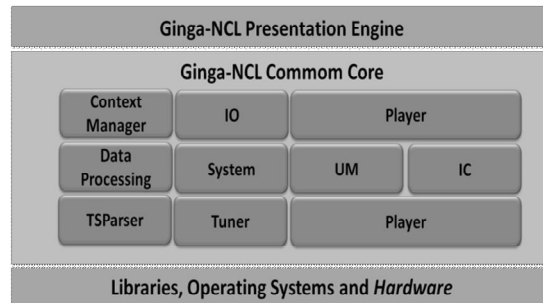 Ginga-NCL Presentation Engine
Ginga-NCL Commom Core
Context Manager
IO
Player
Data Processing
System
UM
IC
TSParser
Tuner
Player
Libraries, Operating Systems and Hardware